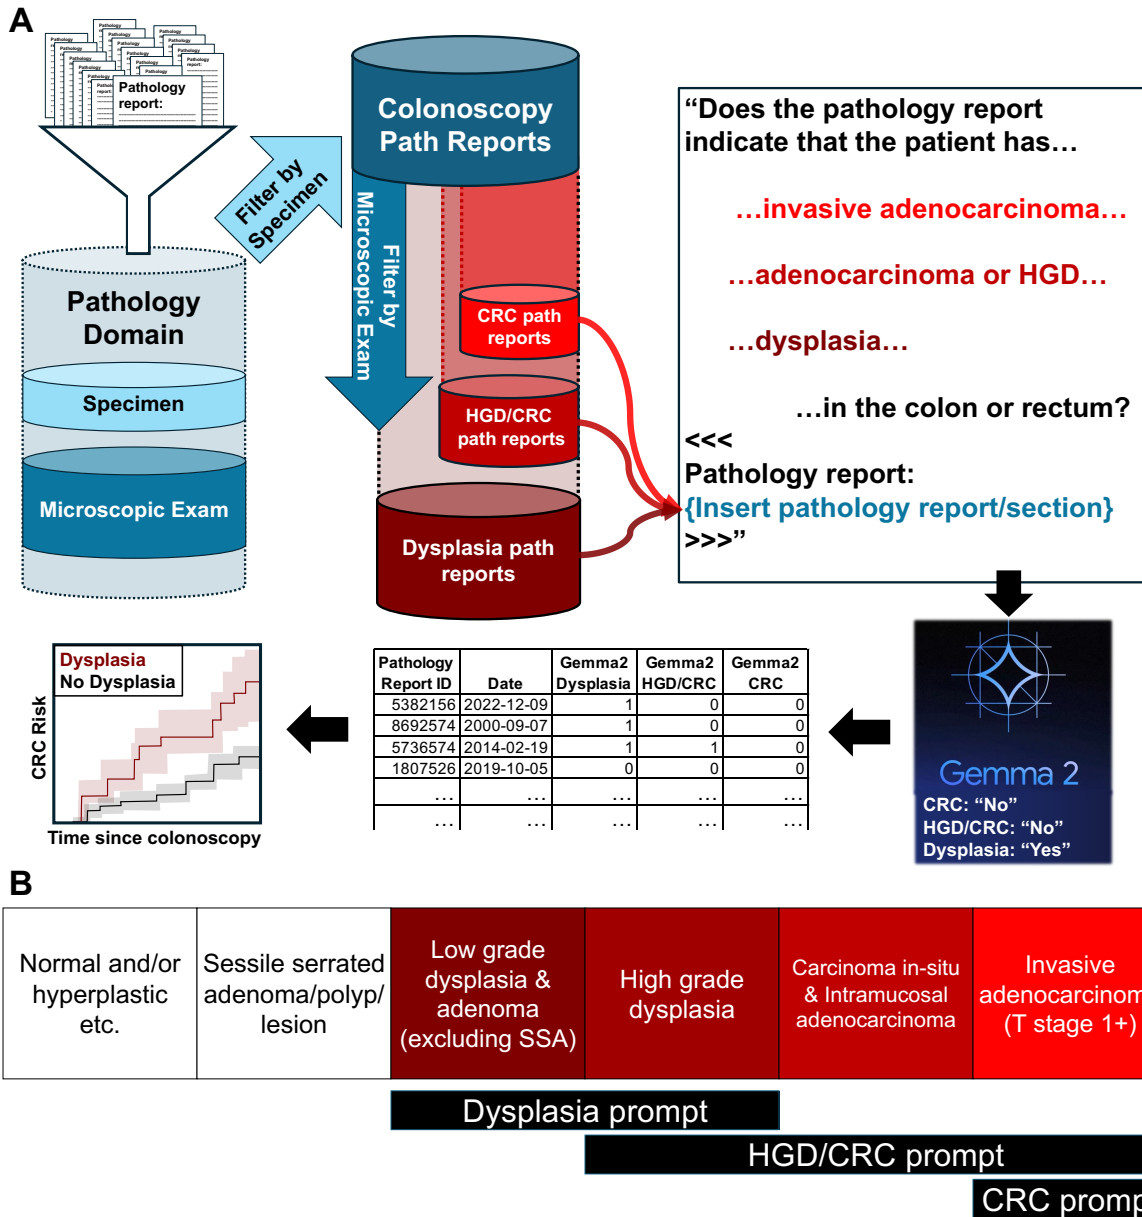 A
Pathology
report:
Filter by
Specimen
Pathology
Domain
Specimen
Microscopic Exam
Colonoscopy
Path Reports
Filter by
Microscopic Exam
CRC path
reports
HGD/CRC
path reports
Dysplasia path
reports
“Does the pathology report
indicate that the patient has…
…invasive adenocarcinoma…
…adenocarcinoma or HGD…
…dysplasia…
…in the colon or rectum?
<<<
Pathology report:
{Insert pathology report/section}
>>>”
Gemma 2
CRC: “No”
HGD/CRC: “No”
Dysplasia: “Yes”
Pathology Report ID Date Gemma2 Dysplasia Gemma2 HGD/CRC Gemma2 CRC
5382156 2022-12-09 1 0 0
8692574 2000-09-07 1 0 0
5736574 2014-02-19 1 1 0
1807526 2019-10-05 0 0 0
… … … … …
… … … … …
Dysplasia
No Dysplasia
CRC Risk
Time since colonoscopy
B
Normal and/or
hyperplastic
etc.
Sessile serrated
adenoma/polyp/
lesion
Low grade
dysplasia &
adenoma
(excluding SSA)
High grade
dysplasia
Carcinoma in-situ
& Intramucosal
adenocarcinoma
Invasive
adenocarcinom
(T stage 1+)
Dysplasia prompt
HGD/CRC prompt
CRC promp